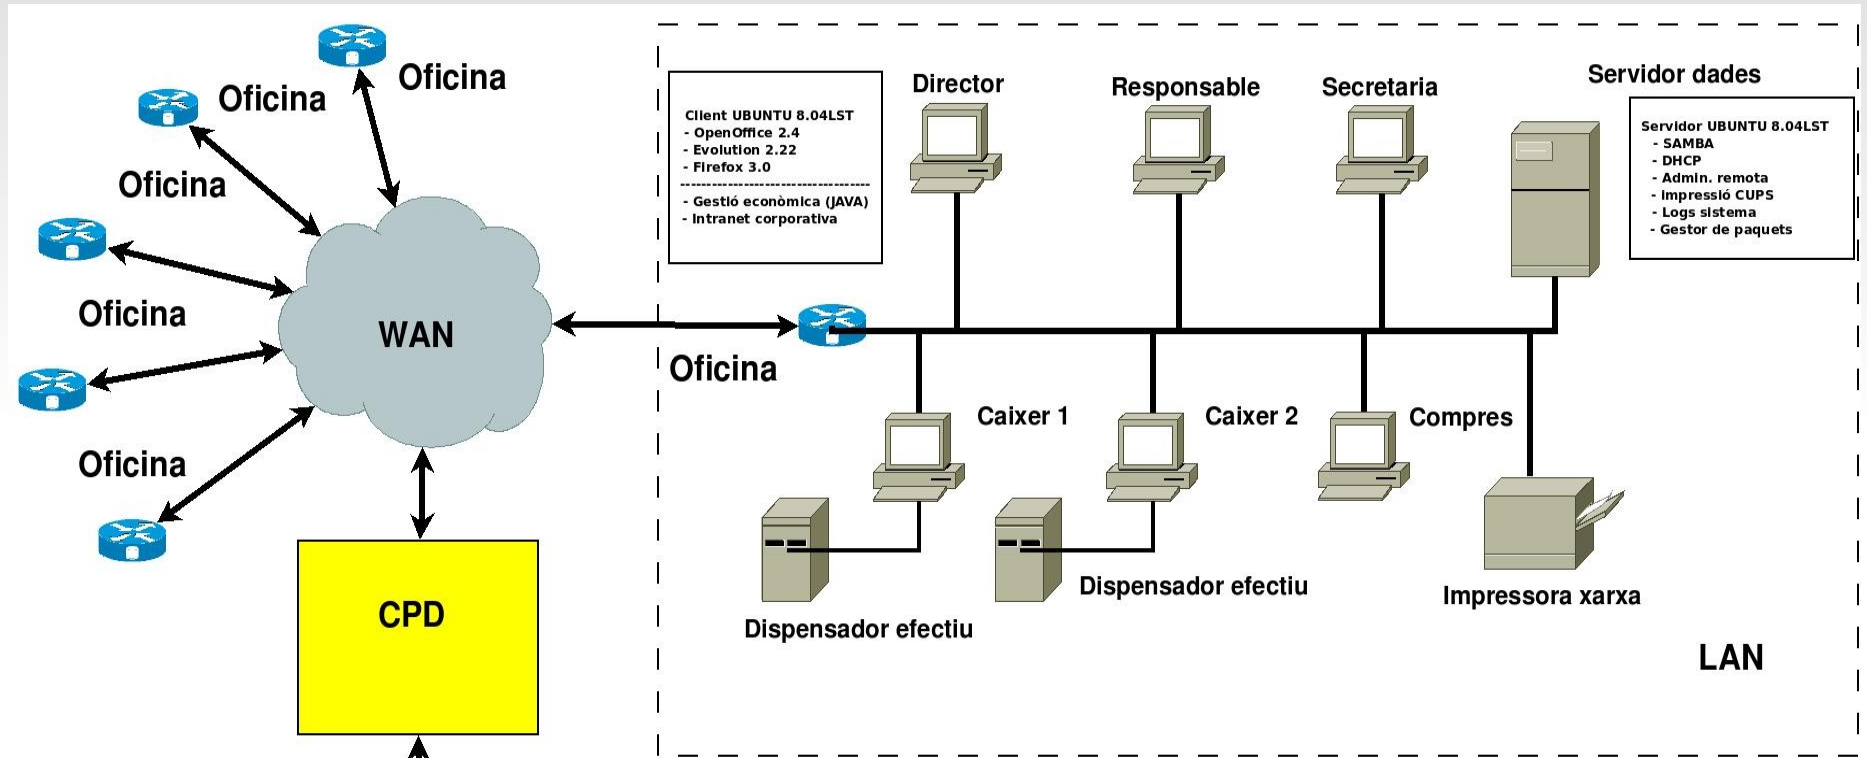 Oficina
Oficina
Oficina
Oficina
Oficina
WAN
CPD
Client UBUNTU 8.04LST
- OpenOffice 2.4
- Evolution 2.22
- Firefox 3.0
------------------------------------
- Gestió econòmica (JAVA)
- Intranet corporativa
Director
Responsable
Secretaria
Servidor dades
Servidor UBUNTU 8.04LST
- SAMBA
- DHCP
- Admin. remota
- impressió CUPS
- Logs sistema
- Gestor de paquets
Oficina
Caixer 1
Caixer 2
Compres
Dispensador efectiu
Dispensador efectiu
Impressora xarxa
LAN